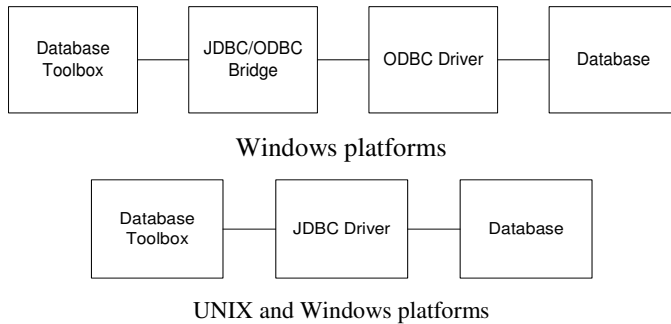 Database
Toolbox
JDBC/ODBC
Bridge
ODBC Driver
Database
Windows platforms
Database
Toolbox
JDBC Driver
Database
UNIX and Windows platforms